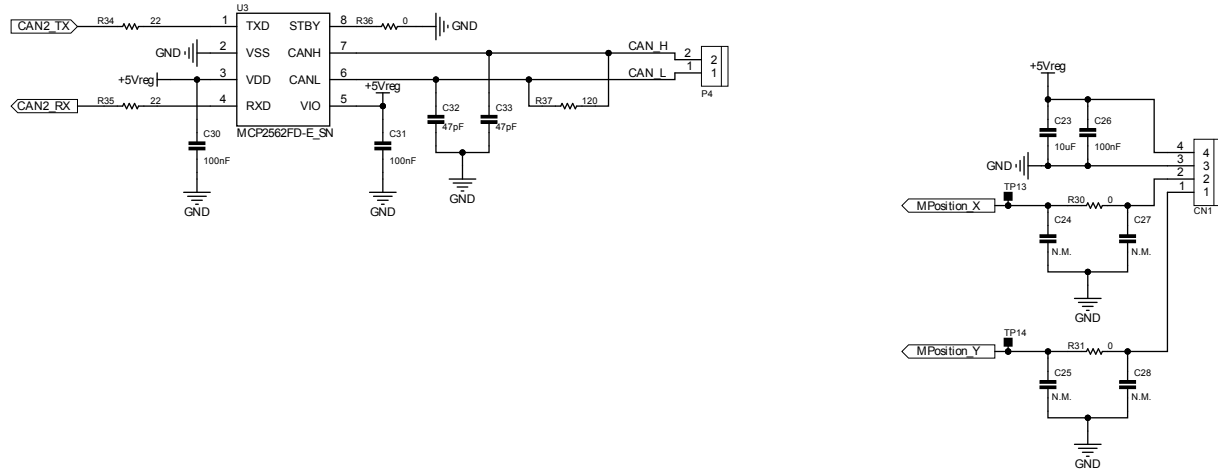 U3
CAN2_TX
R34
22
1
TXD
STBY
8
R36
0
GND
GND
2
VSS
CANH
7
CAN_H
2
2
+5Vreg
3
VDD
CANL
6
CAN_L
1
1
P4
CAN2_RX
R35
22
4
RXD
VIO
5
+5Vreg
R37
120
MCP2562FD-E_SN
C30
100nF
C31
100nF
C32
47pF
C33
47pF
GND
GND
GND
+5Vreg
C23
10uF
C26
100nF
GND
4
4
3
3
2
2
1
1
CN1
TP13
MPosition_X
R30
0
C24
N.M.
C27
N.M.
GND
TP14
MPosition_Y
R31
0
C25
N.M.
C28
N.M.
GND